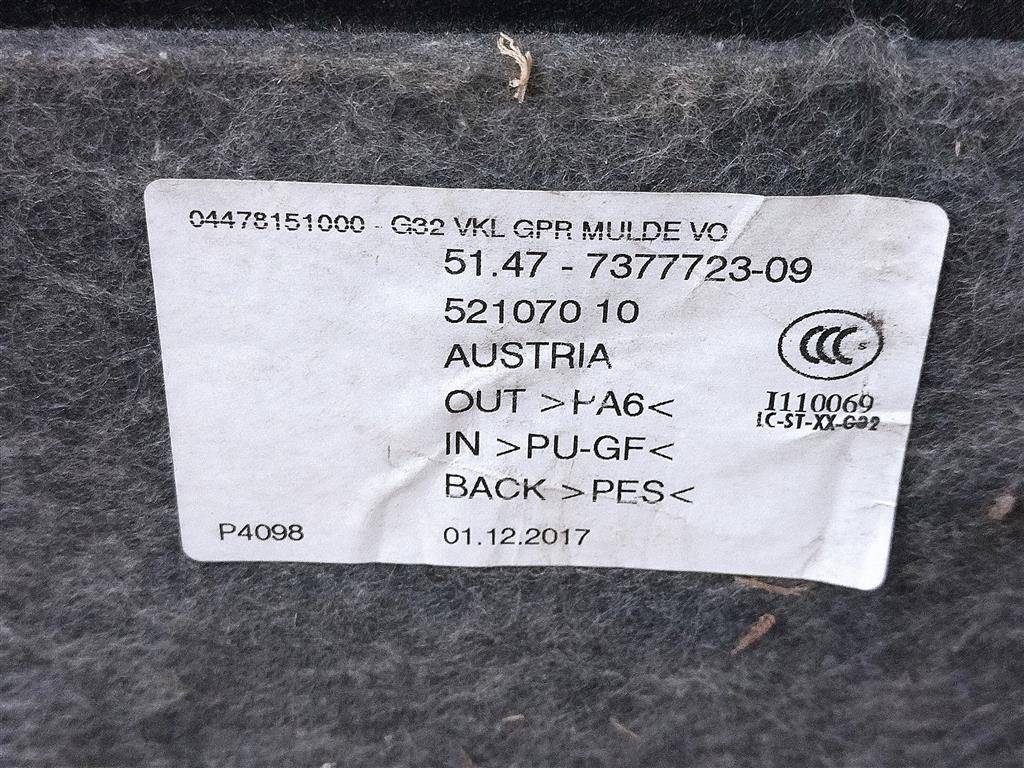 04478151000 - G32 VKL GPR MULDE VO
51.47 - 7377723-09
521070 10
AUSTRIA
CCC S
OUT >PA6<
I110069
LC-ST-XX-G32
IN >PU-GF<
BACK >PES<
P4098 01.12.2017